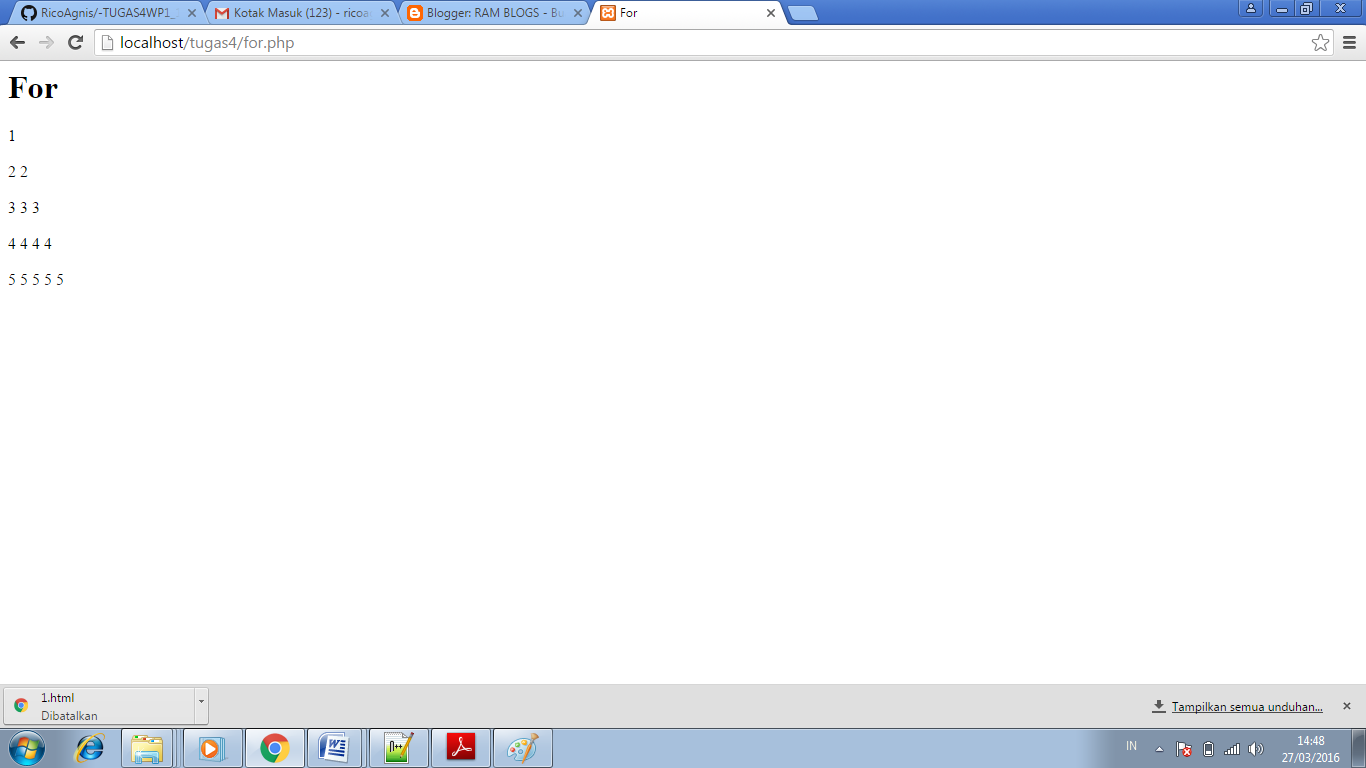 RicoAgnis/-TUGAS4WP1_
Kotak Masuk (123) - ricoa
Blogger: RAM BLOGS - Bu
For
localhost/tugas4/for.php
For
1
2 2
3 3 3
4 4 4 4
5 5 5 5 5
1.html
Dibatalkan
Tampilkan semua unduhan...
IN
14:48
27/03/2016